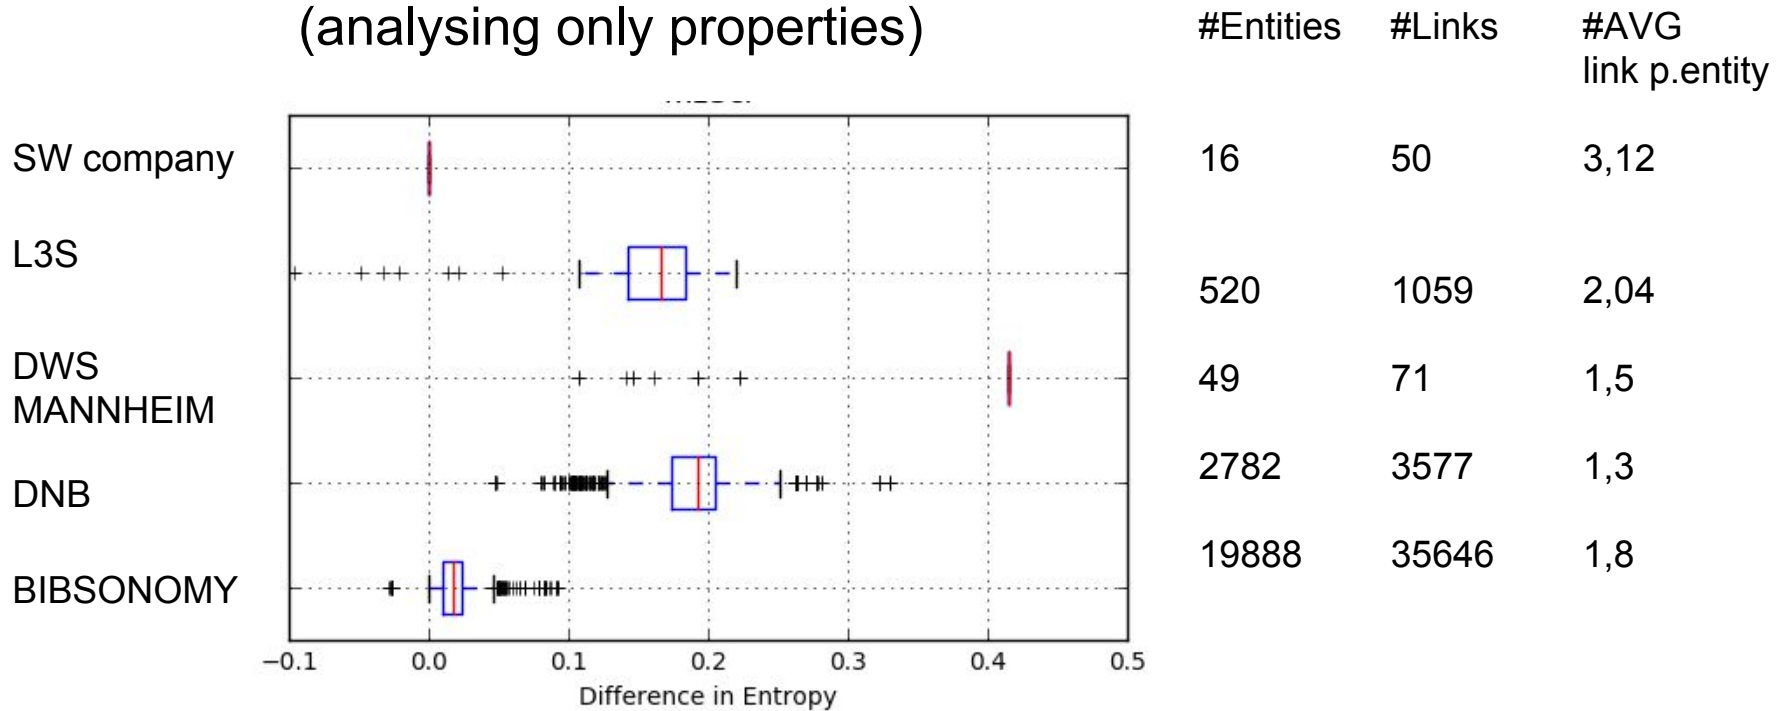 (analysing only properties)
#Entities #Links #AVG
link p.entity
SW company 16 50 3,12
L3S
520 1059 2,04
DWS
MANNHEIM
49 71 1,5
DNB
2782 3577 1,3
BIBSONOMY
19888 35646 1,8
−0.1 0.0 0.1 0.2 0.3 0.4 0.5
Difference in Entropy